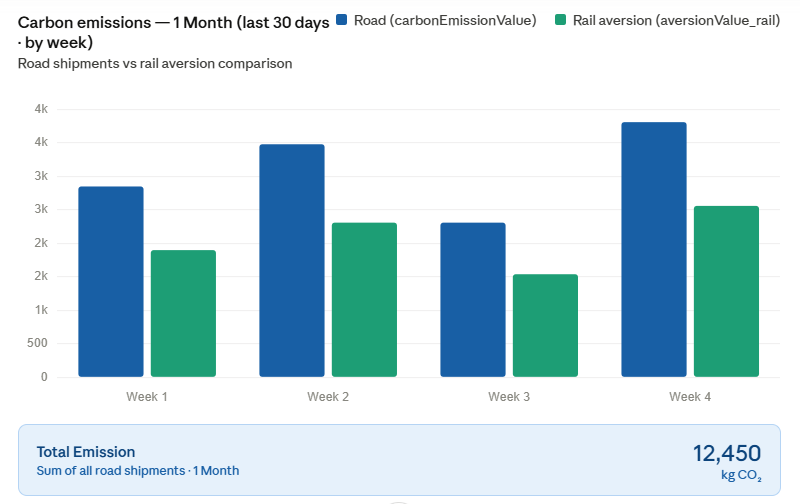 Carbon emissions — 1 Month (last 30 days
· by week)
Road (carbonEmissionValue)
Rail aversion (aversionValue_rail)
Road shipments vs rail aversion comparison
4k
4k
3k
3k
2k
2k
1k
500
0
Week 1
Week 2
Week 3
Week 4
Total Emission
Sum of all road shipments · 1 Month
12,450
kg CO₂